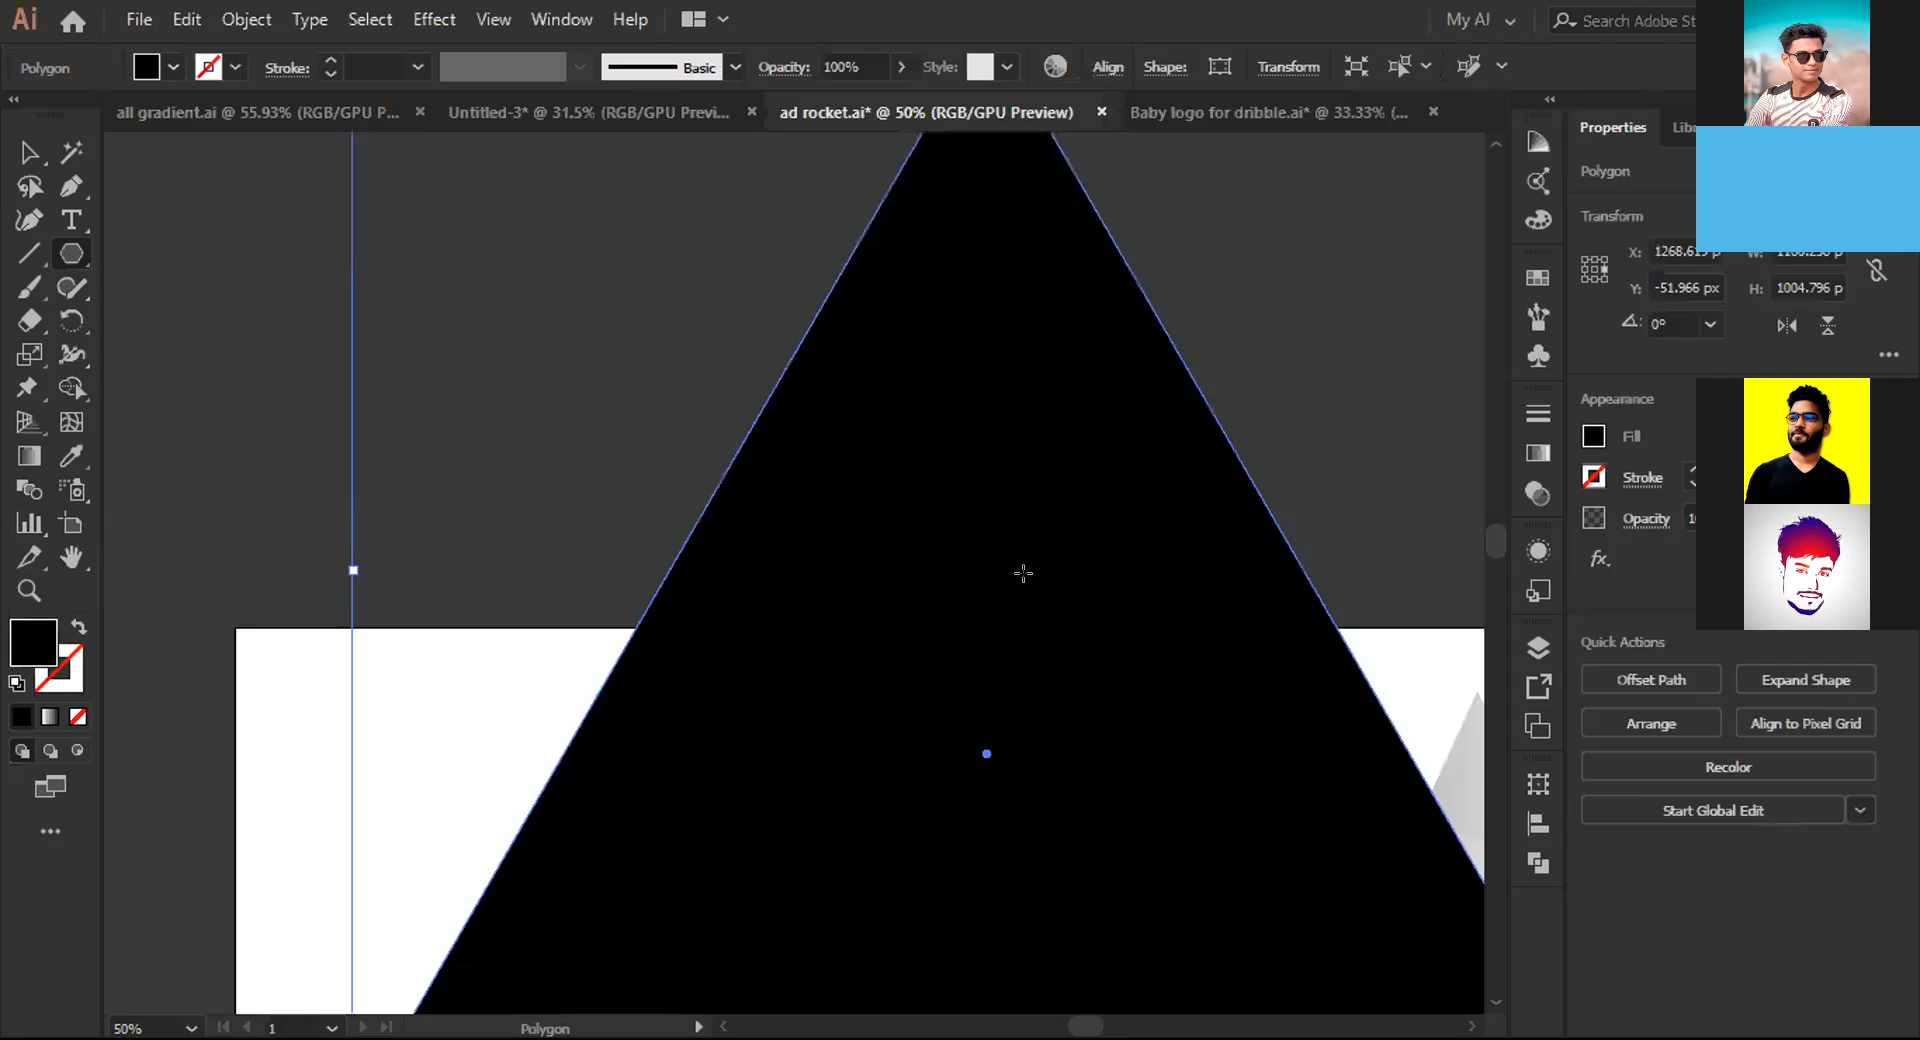 Ai File Edit Object Type Select Effect View Window Help My AI Search Adobe St
Polygon Stroke: Basic Opacity: 100% Style: Align Shape: Transform
all gradient.ai @ 55.93% (RGB/GPU P... × Untitled-3* @ 31.5% (RGB/GPU Previ... × ad rocket.ai* @ 50% (RGB/GPU Preview) × Baby logo for dribble.ai* @ 33.33% (... ×
Properties
Polygon
Transform
X:
Y: -51.966 px H: 1004.796 p
0°
Appearance
Fill
Stroke
Opacity
fx.
Quick Actions
Offset Path Expand Shape
Arrange Align to Pixel Grid
Recolor
Start Global Edit
50% 1 Polygon